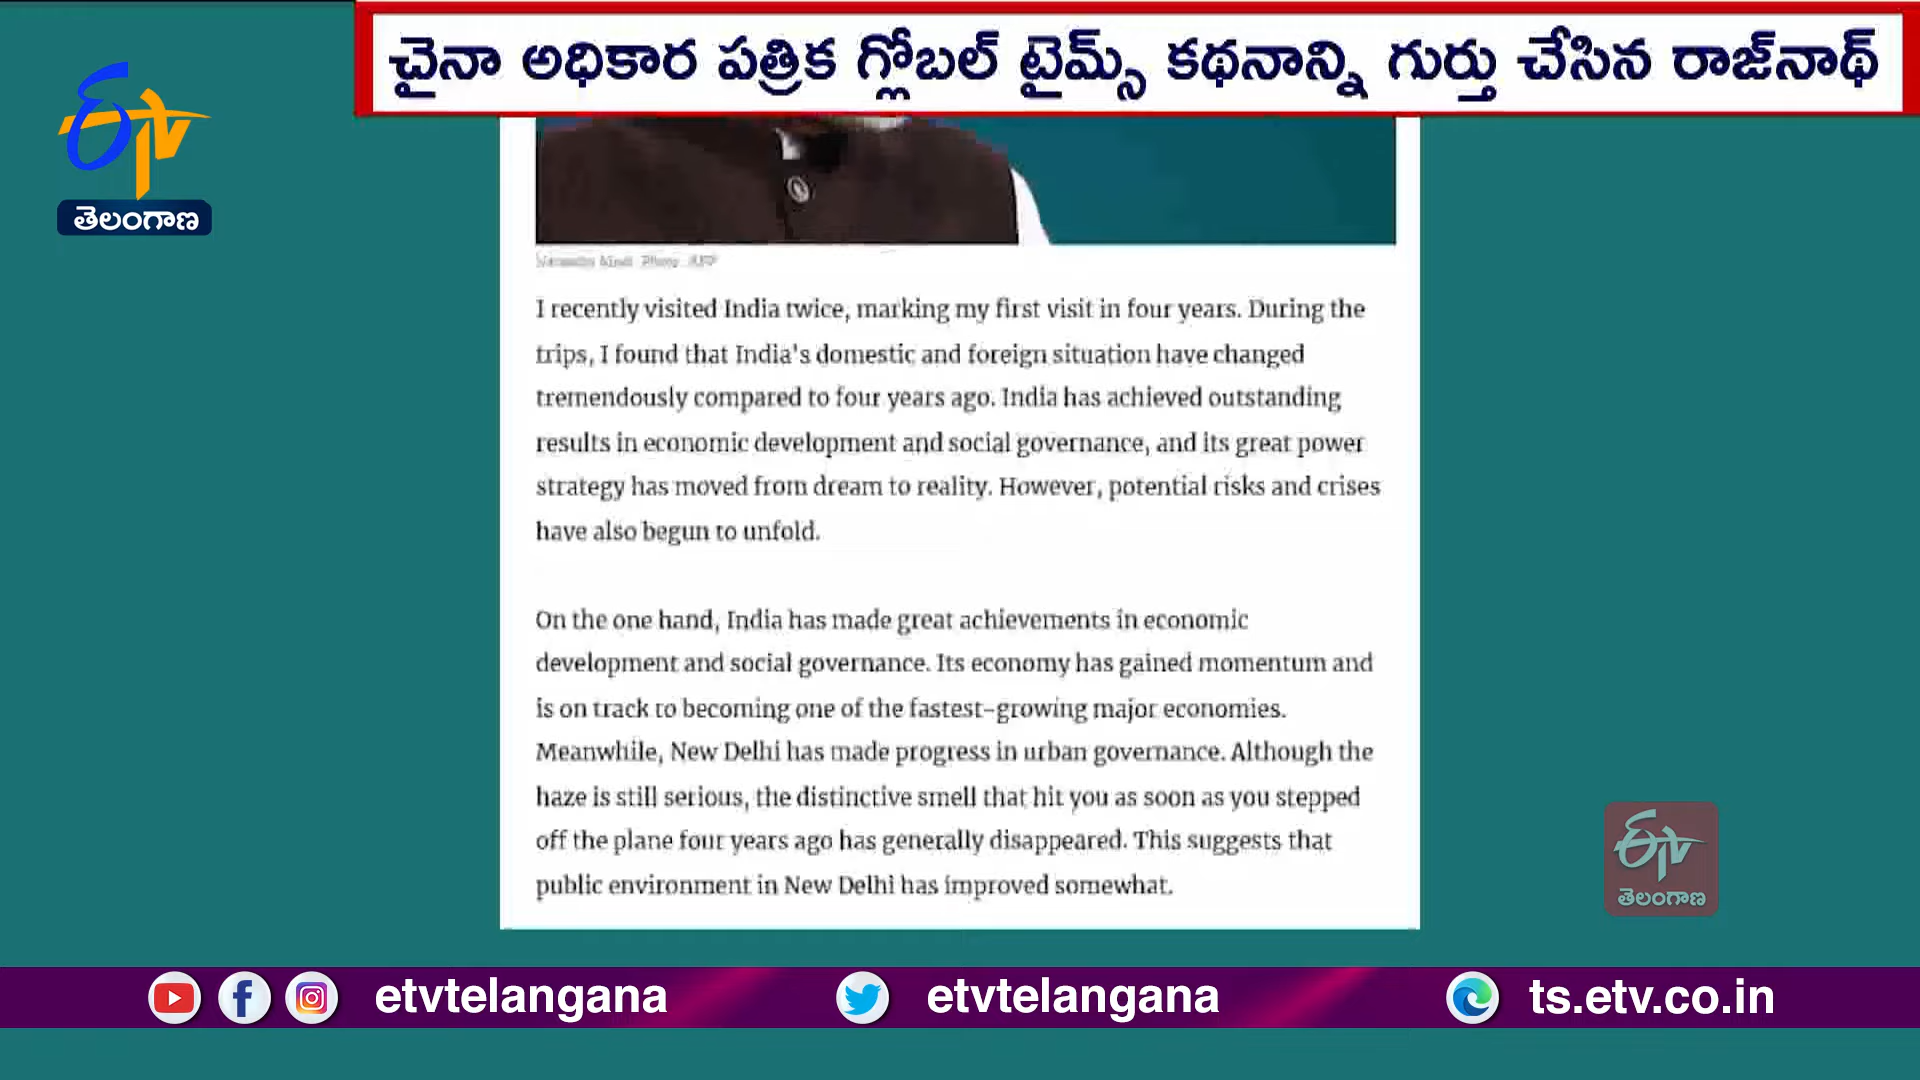 చైనా అధికార పత్రిక గ్లోబల్ టైమ్స్ కథనాన్ని గుర్తు చేసిన రాజ్‌నాథ్
ETV
తెలంగాణ
Narendra Modi Photo: AFP
I recently visited India twice, marking my first visit in four years. During the
trips, I found that India's domestic and foreign situation have changed
tremendously compared to four years ago. India has achieved outstanding
results in economic development and social governance, and its great power
strategy has moved from dream to reality. However, potential risks and crises
have also begun to unfold.
On the one hand, India has made great achievements in economic
development and social governance. Its economy has gained momentum and
is on track to becoming one of the fastest-growing major economies.
Meanwhile, New Delhi has made progress in urban governance. Although the
haze is still serious, the distinctive smell that hit you as soon as you stepped
off the plane four years ago has generally disappeared. This suggests that
public environment in New Delhi has improved somewhat.
ETV
తెలంగాణ
etvtelangana
etvtelangana
ts.etv.co.in